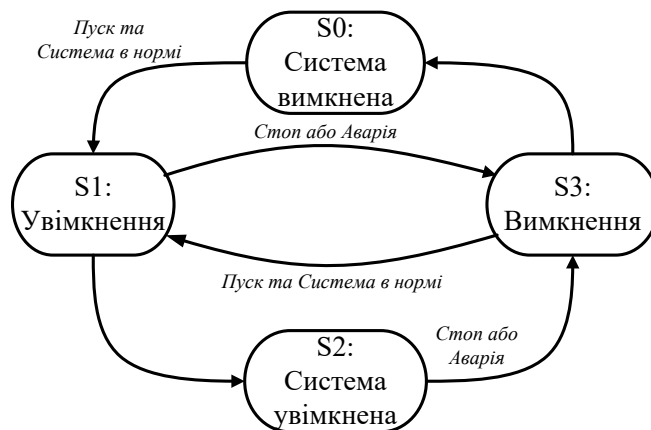 Пуск та
Система в нормі
S0:
Система
вимкнена
Стоп або Аварія
S1:
Увімкнення
S3:
Вимкнення
Пуск та Система в нормі
S2:
Система
увімкнена
Стоп або
Аварія